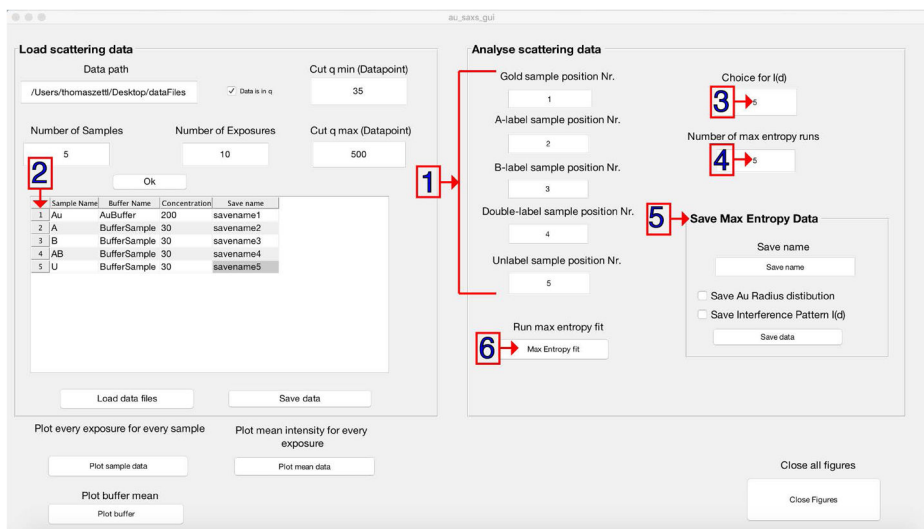 au_saxs_gui
Load scattering data
Data path
/Users/thomaszettl/Desktop/dataFiles
Data is in q
Cut q min (Datapoint)
35
Number of Samples
5
Number of Exposures
10
Cut q max (Datapoint)
500
Ok
2
Sample Name Buffer Name Concentration Save name
1 Au AuBuffer 200 savename1
2 A BufferSample 30 savename2
3 B BufferSample 30 savename3
4 AB BufferSample 30 savename4
5 U BufferSample 30 savename5
Load data files
Save data
Plot every exposure for every sample
Plot sample data
Plot mean intensity for every
exposure
Plot mean data
Plot buffer mean
Plot buffer
Analyse scattering data
1
Gold sample position Nr.
1
A-label sample position Nr.
2
B-label sample position Nr.
3
Double-label sample position Nr.
4
Unlabel sample position Nr.
5
Run max entropy fit
6
Max Entropy fit
Choice for I(d)
3
5
Number of max entropy runs
4
5
5
Save Max Entropy Data
Save name
Save name
Save Au Radius distibution
Save Interference Pattern I(d)
Save data
Close all figures
Close Figures